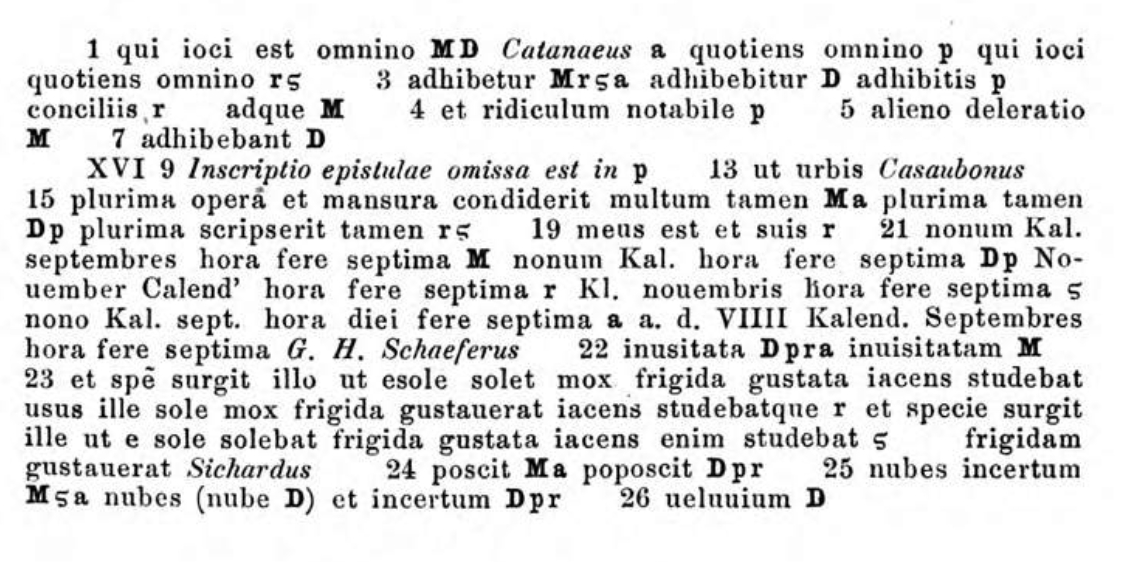 1 qui ioci est omnino MD Catanaeus a quotiens omnino p qui ioci
quotiens omnino rς 3 adhibetur Mrςa adhibebitur D adhibitis p
conciliis r adque M 4 et ridiculum notabile p 5 alieno deleratio
M 7 adhibebant D
XVI 9 Inscriptio epistulae omissa est in p 13 ut urbis Casaubonus
15 plurima opera et mansura condiderit multum tamen Ma plurima tamen
Dp plurima scripserit tamen rς 19 meus est et suis r 21 nonum Kal.
septembres hora fere septima M nonum Kal. hora fere septima Dp No-
uember Calend' hora fere septima r Kl. nouembris hora fere septima ς
nono Kal. sept. hora diei fere septima a a. d. VIIII Kalend. Septembres
hora fere septima G. H. Schaeferus 22 inusitata Dpra inuisitatam M
23 et spẽ surgit illo ut esole solet mox frigida gustata iacens studebat
usus ille sole mox frigida gustauerat iacens studebatque r et specie surgit
ille ut e sole solebat frigida gustata iacens enim studebat ς frigidam
gustauerat Sichardus 24 poscit Ma poposcit Dpr 25 nubes incertum
Mςa nubes (nube D) et incertum Dpr 26 ueluuium D